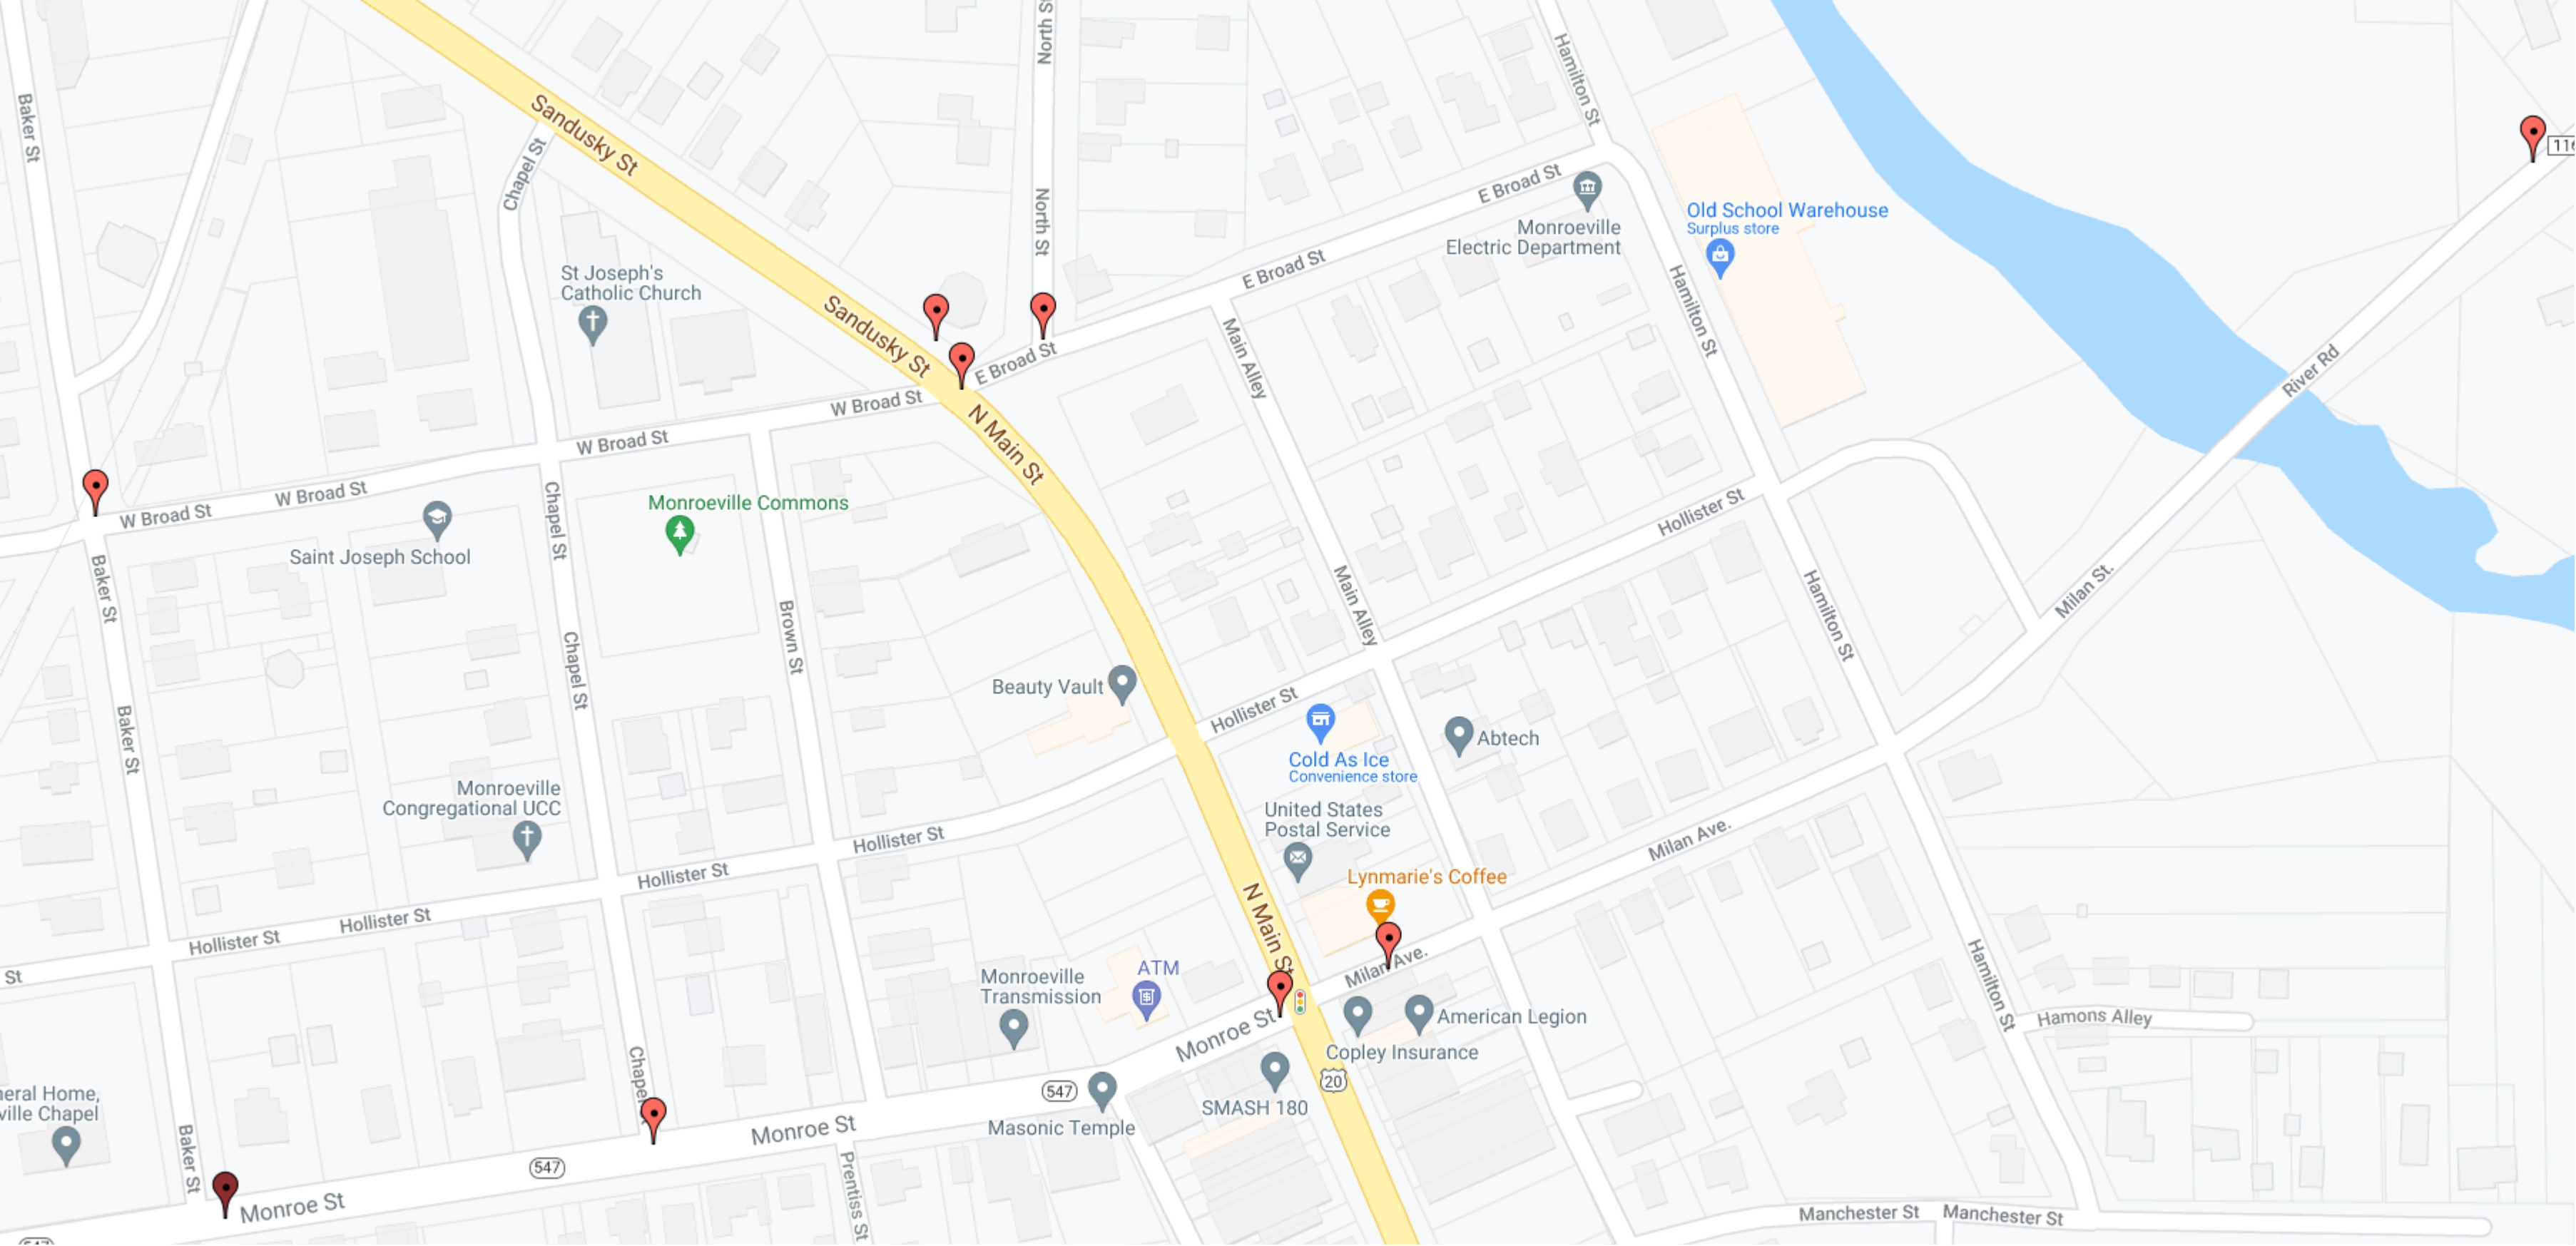 North St
Baker St
Hamilton St
Sandusky St
Chapel St
E Broad St
North St
Monroeville
Electric Department
Old School Warehouse
Surplus store
St Joseph's
Catholic Church
E Broad St
Sandusky St
Hamilton St
Main Alley
E Broad St
River Rd
W Broad St
N Main St
W Broad St
W Broad St
W Broad St
Saint Joseph School
Chapel St
Monroeville Commons
Hollister St
Baker St
Main Alley
Milan St.
Hamilton St
Brown St
Chapel St
Beauty Vault
Hollister St
Baker St
Abtech
Cold As Ice
Convenience store
Monroeville
Congregational UCC
United States
Postal Service
Hollister St
Milan Ave.
Hollister St
Lynmarie's Coffee
Hollister St
Hollister St
N Main St
St
Milan Ave.
Monroeville
Transmission
ATM
Hamilton St
Monroe St
American Legion
Hamons Alley
Copley Insurance
20
547
SMASH 180
Masonic Temple
Chapel
neral Home,
ville Chapel
Monroe St
Baker St
547
Prentiss St
Monroe St
Manchester St
Manchester St